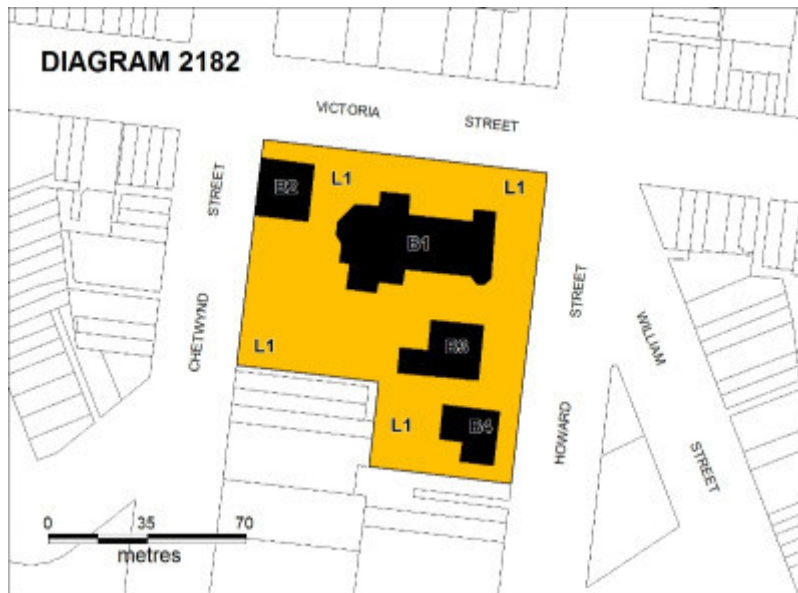 DIAGRAM 2182
VICTORIA STREET
CHETWYND STREET
HOWARD STREET
WILLIAM STREET
B2
L1
L1
B1
B3
L1
L1
B4
0 35 70
metres